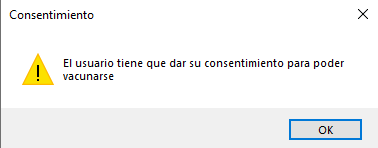 Consentimiento
El usuario tiene que dar su consentimiento para poder
vacunarse
OK